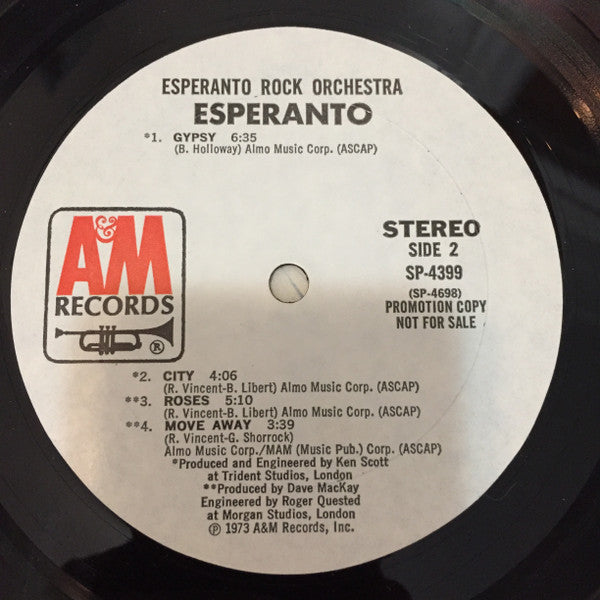 ESPERANTO ROCK ORCHESTRA
ESPERANTO
*1. GYPSY 6:35
(B. Holloway) Almo Music Corp. (ASCAP)
A&M
RECORDS
®
STEREO
SIDE 2
SP-4399
(SP-4698)
PROMOTION COPY
NOT FOR SALE
*2. CITY 4:06
(R. Vincent-B. Libert) Almo Music Corp. (ASCAP)
**3. ROSES 5:10
(R. Vincent-B. Libert) Almo Music Corp. (ASCAP)
**4. MOVE AWAY 3:39
(R. Vincent-G. Shorrock)
Almo Music Corp./MAM (Music Pub.) Corp. (ASCAP)
*Produced and Engineered by Ken Scott
at Trident Studios, London
**Produced by Dave MacKay
Engineered by Roger Quested
at Morgan Studios, London
℗ 1973 A&M Records, Inc.